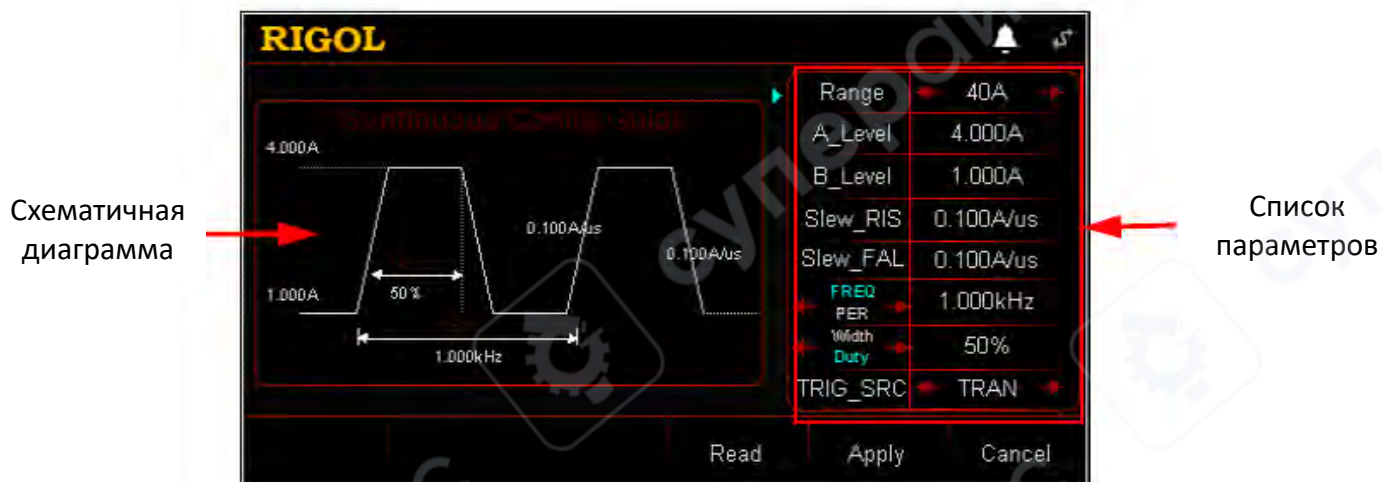 RIGOL
Схематичная
диаграмма
4.000A
0.100A/us
0.100A/us
1.000A
50%
1.000kHz
Range 40A
A_Level 4.000A
B_Level 1.000A
Slew_RIS 0.100A/us
Slew_FAL 0.100A/us
FREQ
PER
1.000kHz
Width
Duty
50%
TRIG_SRC TRAN
Список
параметров
Read Apply Cancel